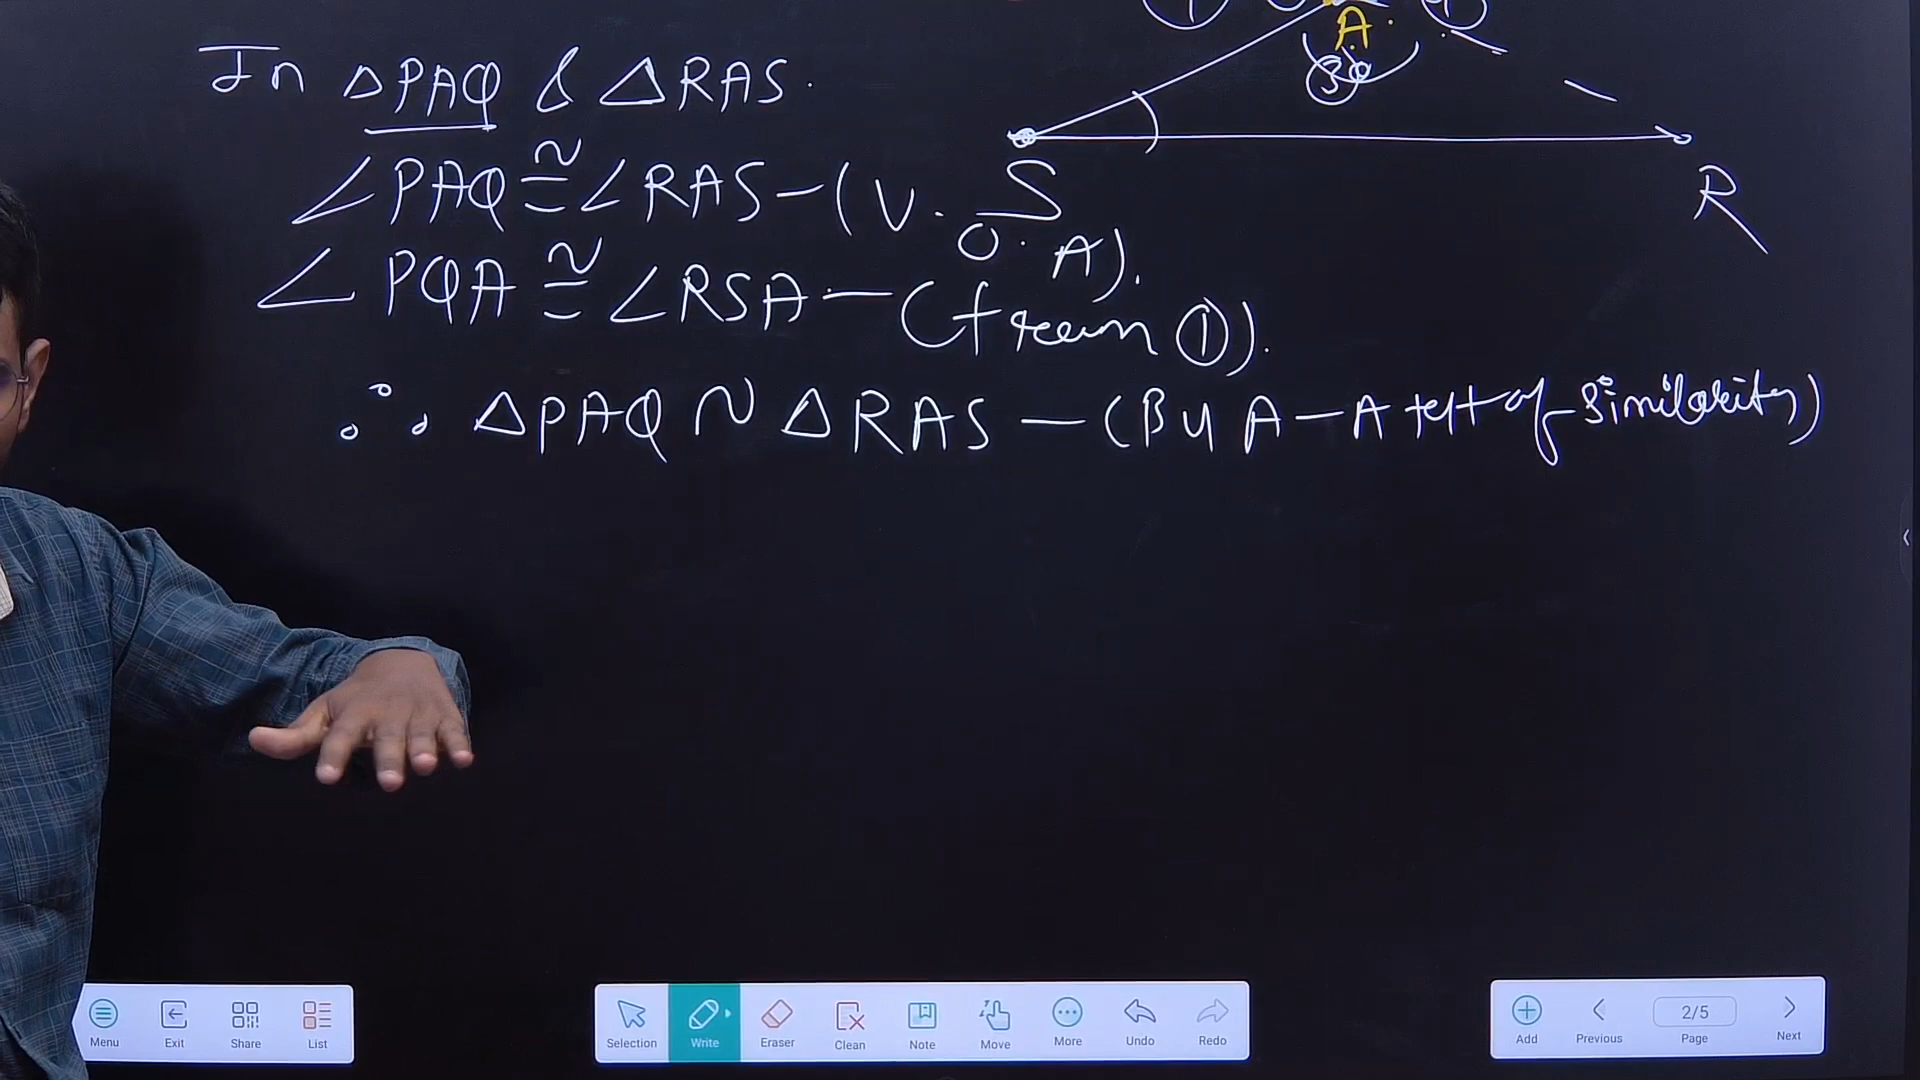 A
3
S
R
In △PAQ & △RAS.
∠PAQ ≅ ∠RAS – (V. O. A).
∠PQA ≅ ∠RSA – (from ①).
∴ △PAQ ~ △RAS – (By A–A test of similarity)
Menu Exit Share List
Selection Write Eraser Clean Note Move More Undo Redo
Add Previous 2/5 Page Next